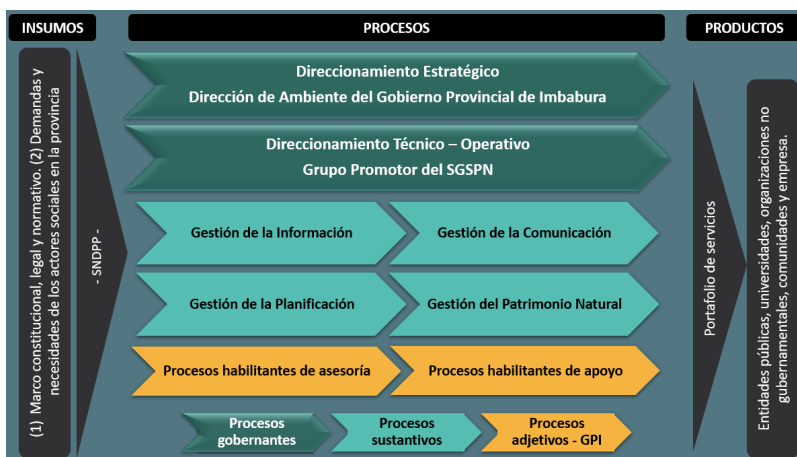 INSUMOS
PROCESOS
PRODUCTOS
(1) Marco constitucional, legal y normativo. (2) Demandas y
necesidades de los actores sociales en la provincia
- SNDPP -
Direccionamiento Estratégico
Dirección de Ambiente del Gobierno Provincial de Imbabura
Direccionamiento Técnico – Operativo
Grupo Promotor del SGSPN
Gestión de la Información
Gestión de la Comunicación
Gestión de la Planificación
Gestión del Patrimonio Natural
Procesos habilitantes de asesoría
Procesos habilitantes de apoyo
Procesos
gobernantes
Procesos
sustantivos
Procesos
adjetivos - GPI
Portafolio de servicios
Entidades públicas, universidades, organizaciones no
gubernamentales, comunidades y empresa.